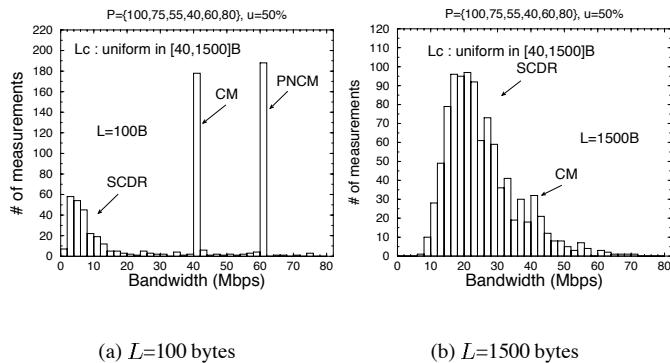 P={100,75,55,40,60,80}, u=50%
220
200
180
160
140
120
100
80
60
40
20
0
# of measurements
Lc : uniform in [40,1500]B
PNCM
CM
L=100B
SCDR
0 10 20 30 40 50 60 70 80
Bandwidth (Mbps)
(a) L=100 bytes
P={100,75,55,40,60,80}, u=50%
120
110
100
90
80
70
60
50
40
30
20
10
0
# of measurements
Lc : uniform in [40,1500]B
SCDR
L=1500B
CM
0 10 20 30 40 50 60 70 80
Bandwidth (Mbps)
(b) L=1500 bytes